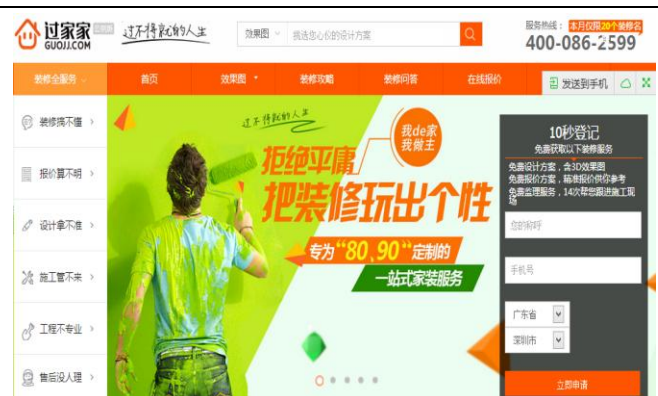 过家家
GUOJJ.COM
过不将就的人生
效果图
挑选您心仪的设计方案
服务热线：本月仅限20个装修名
400-086-2599
装修全服务
首页
效果图
装修攻略
装修问答
在线报价
发送到手机
装修搞不懂 >
报价算不明 >
设计拿不准 >
施工管不来 >
工程不专业 >
售后没人理 >
过不将就的人生
我de家
我做主
拒绝平庸
把装修玩出个性
专为“80,90”定制的
一站式家装服务
10秒登记
免费获取以下装修服务
免费设计方案，含3D效果图
免费报价方案，精准报价供你参考
免费监理服务，14次帮您跟进施工现
场
您的称呼
手机号
广东省
深圳市
立即申请